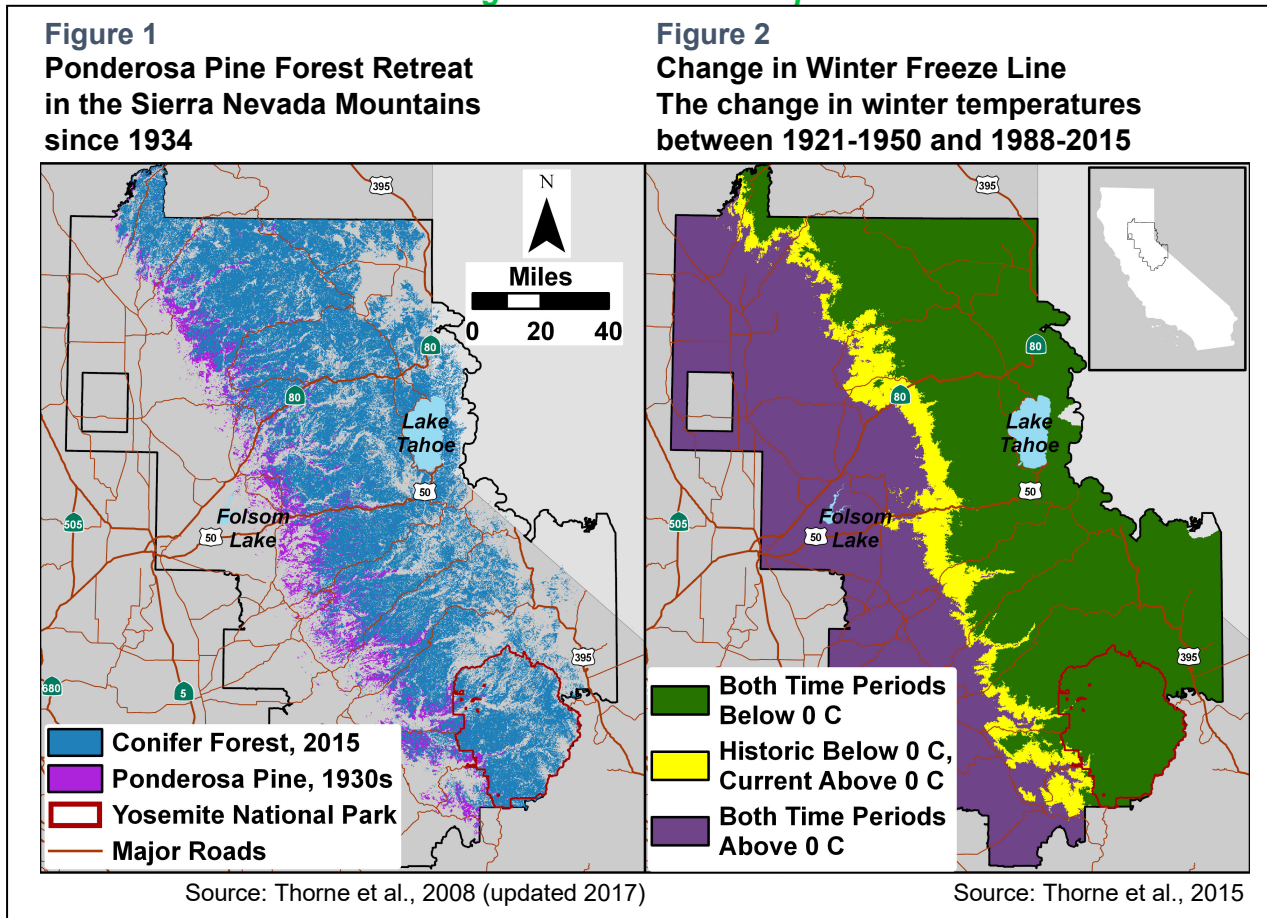 Figure 1
Ponderosa Pine Forest Retreat
in the Sierra Nevada Mountains
since 1934
395
N
Miles
0 20 40
80
80
Lake
Tahoe
50
Folsom
Lake
505
50
395
680
5
Conifer Forest, 2015
Ponderosa Pine, 1930s
Yosemite National Park
Major Roads
Source: Thorne et al., 2008 (updated 2017)
Figure 2
Change in Winter Freeze Line
The change in winter temperatures
between 1921-1950 and 1988-2015
395
80
80
Lake
Tahoe
50
Folsom
Lake
505
50
395
680
5
Both Time Periods
Below 0 C
Historic Below 0 C,
Current Above 0 C
Both Time Periods
Above 0 C
Source: Thorne et al., 2015